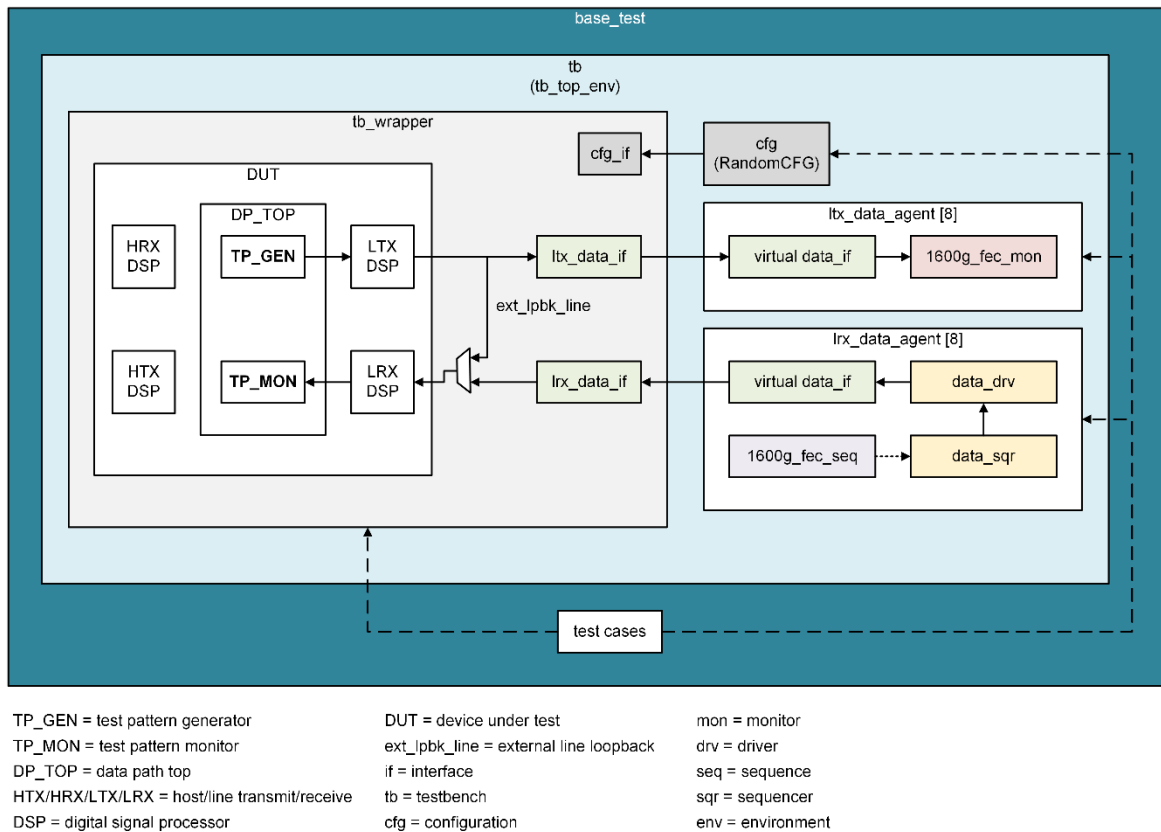 base_test
tb
(tb_top_env)
tb_wrapper
cfg_if
cfg
(RandomCFG)
DUT
DP_TOP
HRX
DSP
TP_GEN
LTX
DSP
ltx_data_if
ltx_data_agent [8]
virtual data_if
1600g_fec_mon
ext_lpbk_line
HTX
DSP
TP_MON
LRX
DSP
lrx_data_if
lrx_data_agent [8]
virtual data_if
data_drv
1600g_fec_seq
data_sqr
test cases
TP_GEN = test pattern generator
TP_MON = test pattern monitor
DP_TOP = data path top
HTX/HRX/LTX/LRX = host/line transmit/receive
DSP = digital signal processor
DUT = device under test
ext_lpbk_line = external line loopback
if = interface
tb = testbench
cfg = configuration
mon = monitor
drv = driver
seq = sequence
sqr = sequencer
env = environment